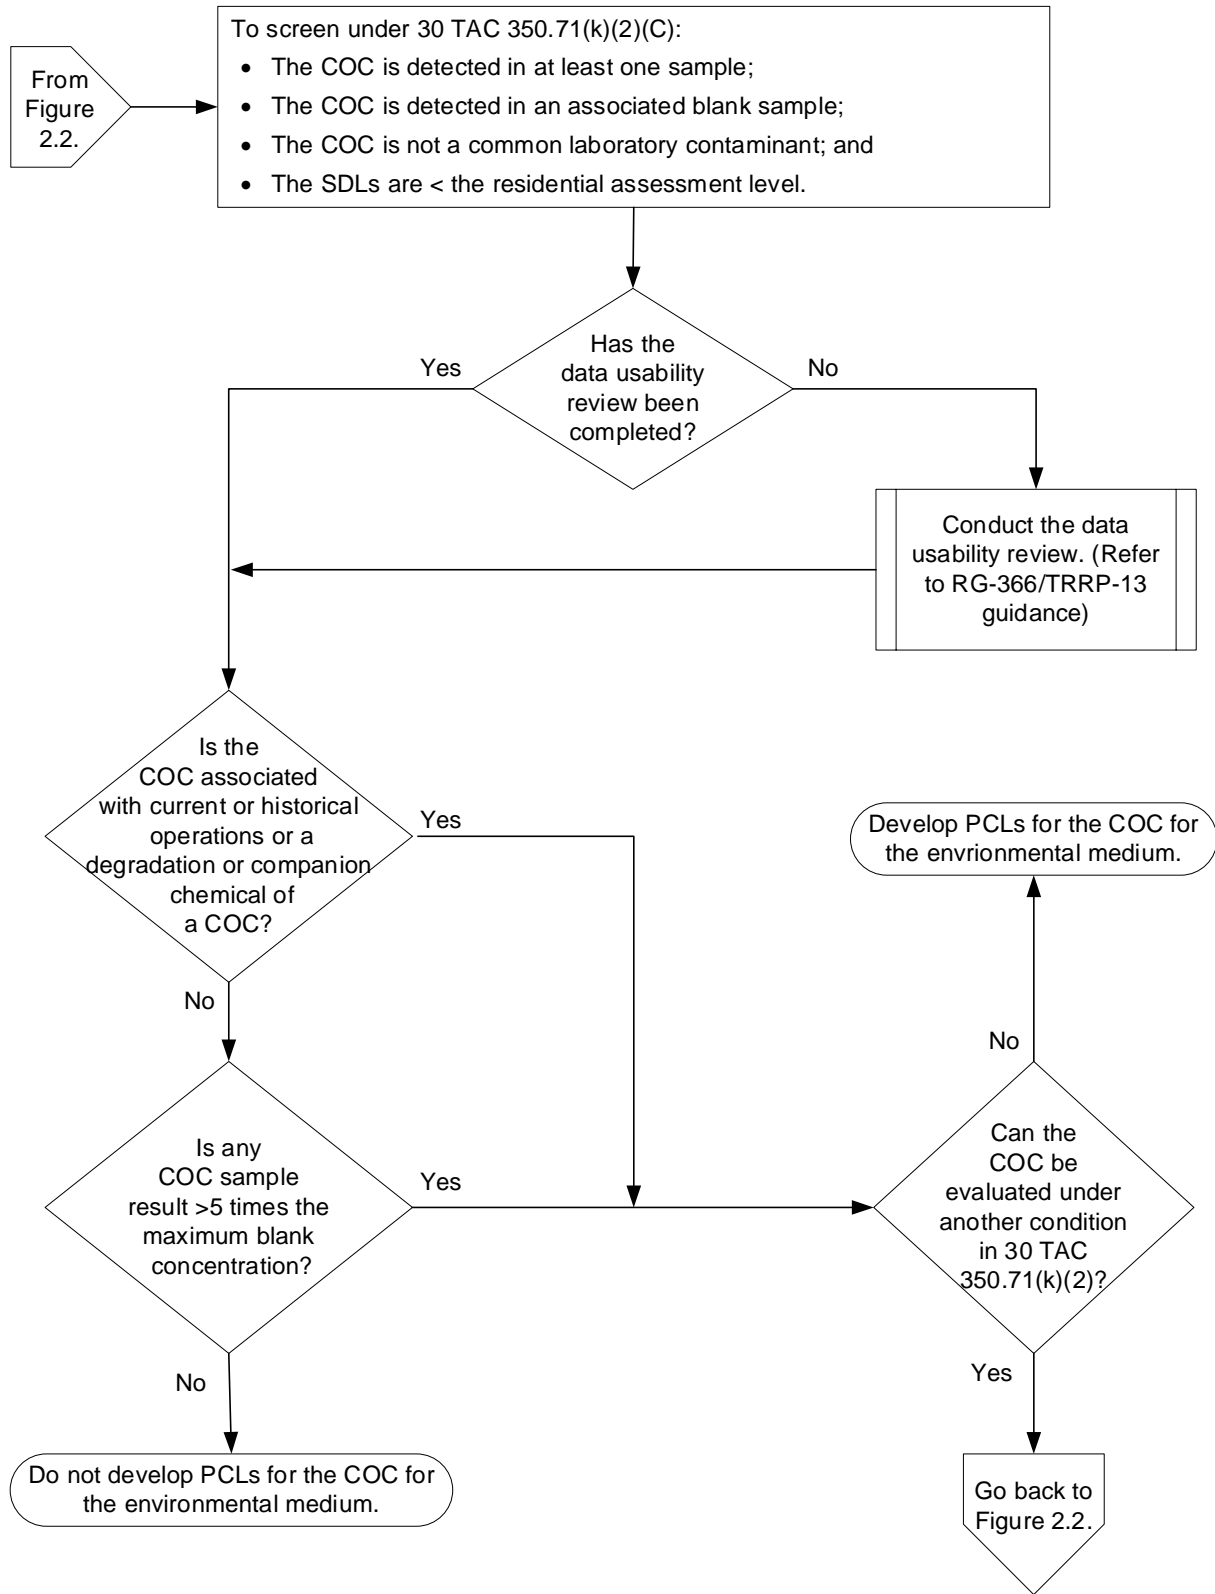 From
Figure
2.2.
To screen under 30 TAC 350.71(k)(2)(C):
• The COC is detected in at least one sample;
• The COC is detected in an associated blank sample;
• The COC is not a common laboratory contaminant; and
• The SDLs are < the residential assessment level.
Has the
data usability
review been
completed?
Yes
No
Conduct the data
usability review. (Refer
to RG-366/TRRP-13
guidance)
Is the
COC associated
with current or historical
operations or a
degradation or companion
chemical of
a COC?
Yes
No
Develop PCLs for the COC for
the envrionmental medium.
No
Is any
COC sample
result >5 times the
maximum blank
concentration?
Yes
No
Can the
COC be
evaluated under
another condition
in 30 TAC
350.71(k)(2)?
Yes
Do not develop PCLs for the COC for
the environmental medium.
Go back to
Figure 2.2.